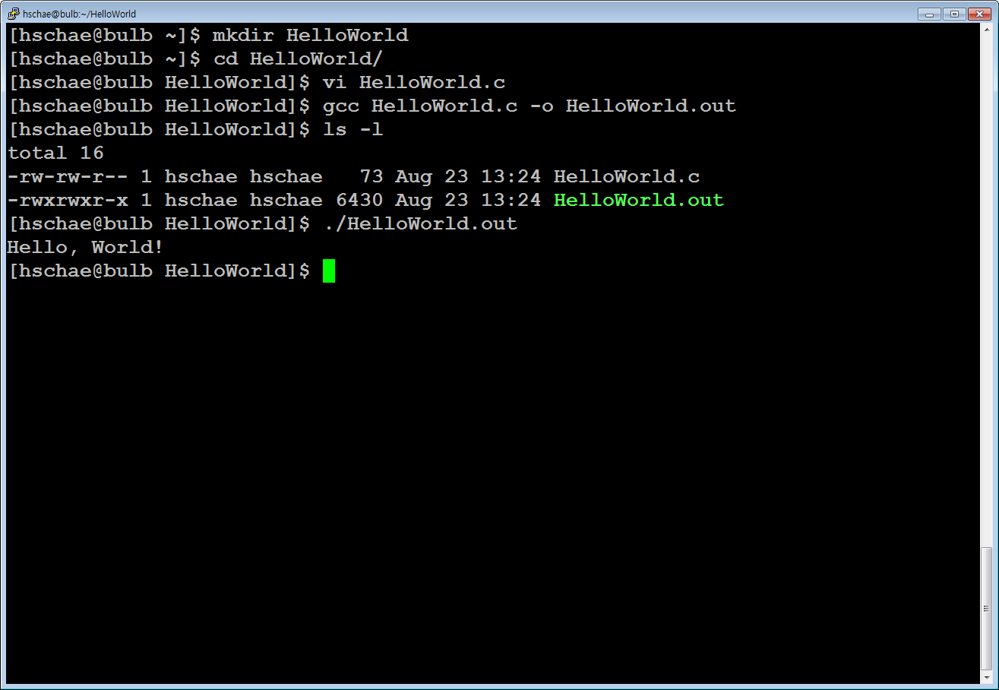 hschae@bulb:~/HelloWorld
[hschae@bulb ~]$ mkdir HelloWorld
[hschae@bulb ~]$ cd HelloWorld/
[hschae@bulb HelloWorld]$ vi HelloWorld.c
[hschae@bulb HelloWorld]$ gcc HelloWorld.c -o HelloWorld.out
[hschae@bulb HelloWorld]$ ls -l
total 16
-rw-rw-r-- 1 hschae hschae   73 Aug 23 13:24 HelloWorld.c
-rwxrwxr-x 1 hschae hschae 6430 Aug 23 13:24 HelloWorld.out
[hschae@bulb HelloWorld]$ ./HelloWorld.out
Hello, World!
[hschae@bulb HelloWorld]$